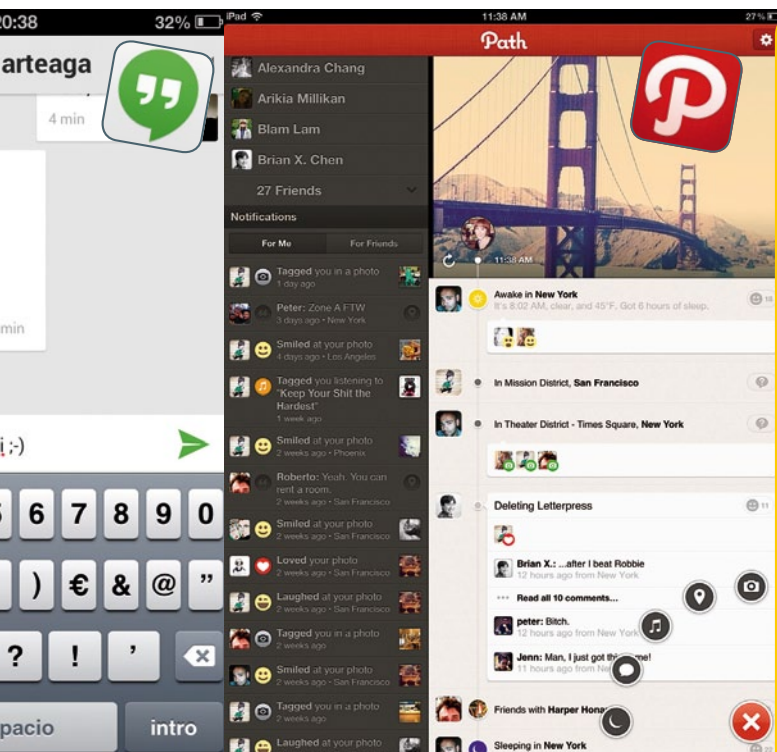 20:38
32%
arteaga
4 min
min
i ;-)
6 7 8 9 0
) € & @ ”
? ! ’
pacio
intro
iPad
11:38 AM
27%
Path
Alexandra Chang
Arikia Millikan
Blam Lam
Brian X. Chen
27 Friends
Notifications
For Me
For Friends
Tagged you in a photo
1 day ago
Peter: Zone A FTW
3 days ago • New York
Smiled at your photo
4 days ago • Los Angeles
Tagged you listening to
"Keep Your Shit the
Hardest"
1 week ago
Smiled at your photo
2 weeks ago • Phoenix
Roberto: Yeah. You can
rent a room.
2 weeks ago • San Francisco
Smiled at your photo
2 weeks ago • San Francisco
Loved your photo
2 weeks ago • San Francisco
Laughed at your photo
2 weeks ago • San Francisco
Tagged you in a photo
2 weeks ago
Smiled at your photo
2 weeks ago • San Francisco
Tagged you in a photo
2 weeks ago
Laughed at your photo
11:38 AM
Awake in New York
It's 8:02 AM, clear, and 45°F. Got 6 hours of sleep.
18
In Mission District, San Francisco
In Theater District - Times Square, New York
Deleting Letterpress
11
Brian X.: ...after I beat Robbie
12 hours ago from New York
Read all 10 comments...
peter: Bitch.
12 hours ago from New York
Jenn: Man, I just got me!
11 hours ago from
Friends with Harper
Sleeping in New York